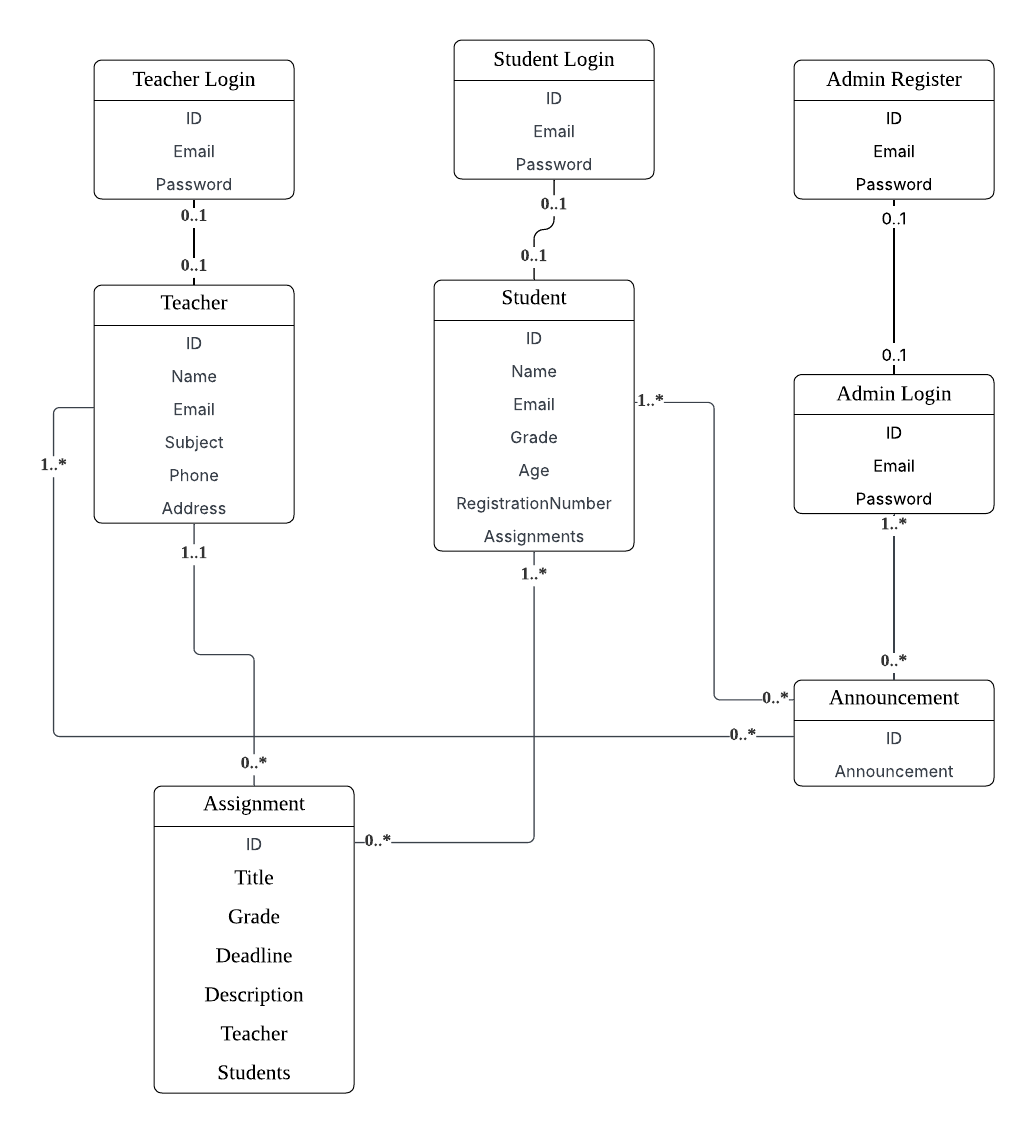 Teacher Login
ID
Email
Password
0..1
0..1
Teacher
ID
Name
Email
Subject
Phone
Address
1..*
1..1
Student Login
ID
Email
Password
0..1
0..1
Student
ID
Name
Email
Grade
Age
RegistrationNumber
Assignments
1..*
1..*
Admin Register
ID
Email
Password
0..1
0..1
Admin Login
ID
Email
Password
1..*
0..*
0..*
0..*
Announcement
ID
Announcement
0..*
Assignment
0..*
ID
Title
Grade
Deadline
Description
Teacher
Students